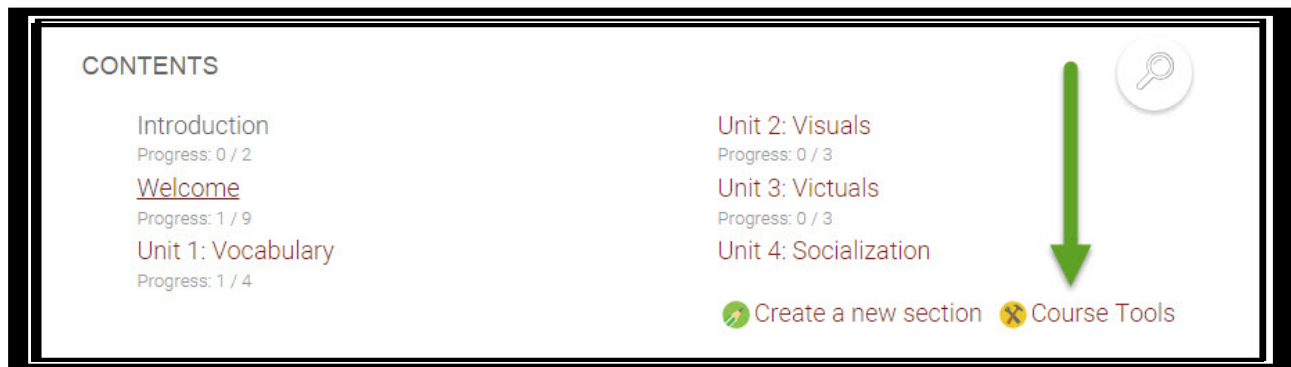 CONTENTS
Introduction
Progress: 0 / 2
Welcome
Progress: 1 / 9
Unit 1: Vocabulary
Progress: 1 / 4
Unit 2: Visuals
Progress: 0 / 3
Unit 3: Victuals
Progress: 0 / 3
Unit 4: Socialization
Create a new section Course Tools